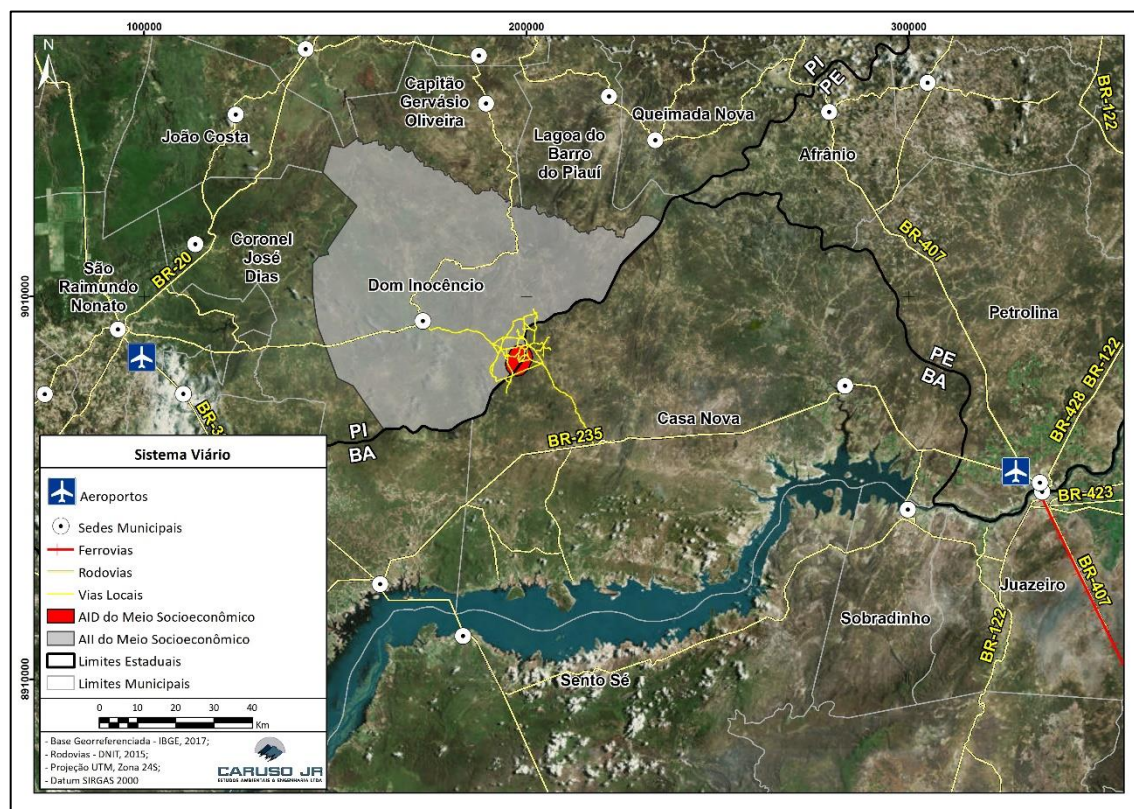 100000
200000
300000
N
PI
PE
BR-122
Capitão
Gervásio
Oliveira
Queimada Nova
João Costa
Lagoa do
Barro
do Piauí
Afrânio
Coronel
José
Dias
BR-407
BR-20
São
Raimundo
Nonato
Dom Inocêncio
9010000
Petrolina
PE
BA
BR-122
BR-428
Casa Nova
BR-235
PI
BA
BR-423
Juazeiro
BR-407
Sobradinho
BR-122
Sento Sé
8910000
Sistema Viário
Aeroportos
Sedes Municipais
Ferrovias
Rodovias
Vias Locais
AID do Meio Socioeconômico
AII do Meio Socioeconômico
Limites Estaduais
Limites Municipais
0 10 20 30 40
Km
- Base Georreferenciada - IBGE, 2017;
- Rodovias - DNIT, 2015;
- Projeção UTM, Zona 24S;
- Datum SIRGAS 2000
CARUSO JR
ESTUDOS AMBIENTAIS & ENGENHARIA LTDA